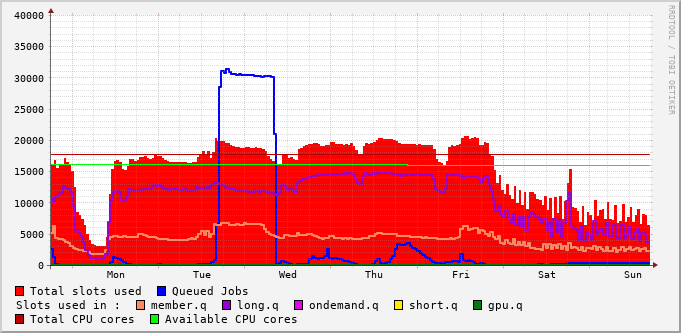 40000
35000
30000
25000
20000
15000
10000
5000
0
Mon Tue Wed Thu Fri Sat Sun
RRDTOOL / TOBI OETIKER
Total slots used Queued Jobs
Slots used in : member.q long.q ondemand.q short.q gpu.q
Total CPU cores Available CPU cores